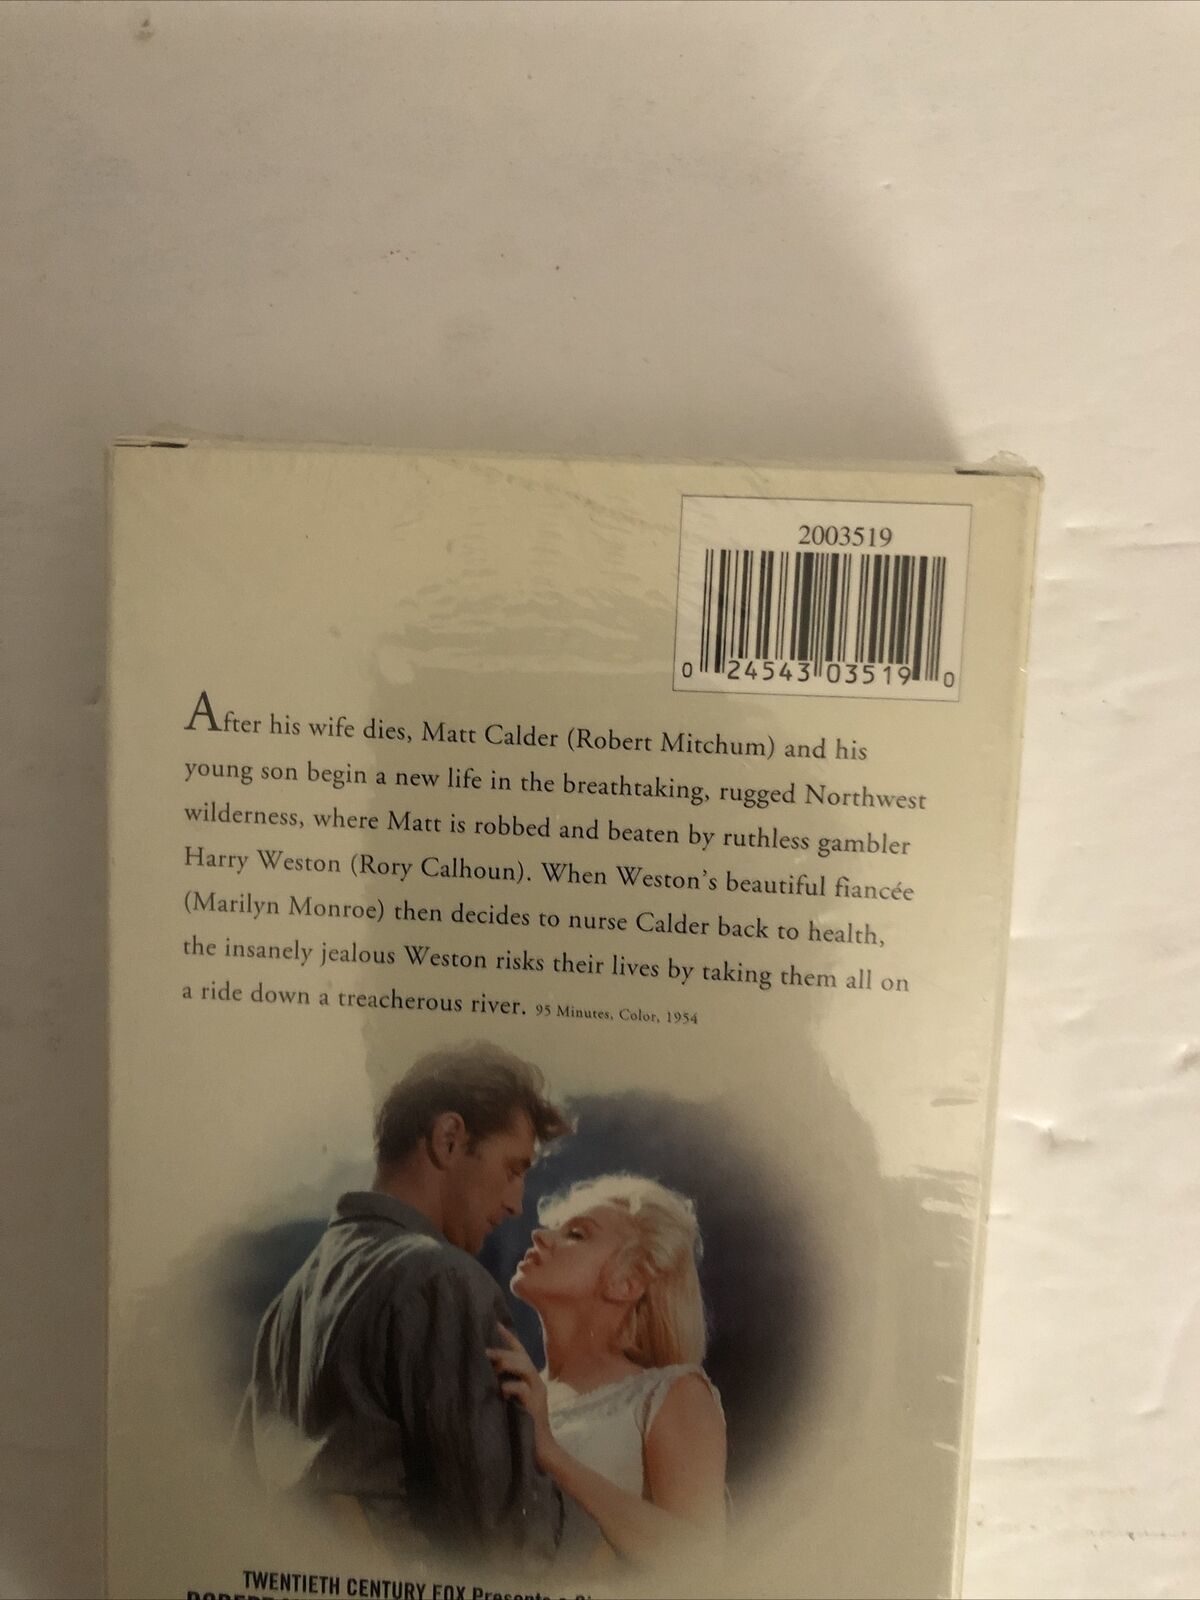 2003519
0 24543 03519 0
After his wife dies, Matt Calder (Robert Mitchum) and his
young son begin a new life in the breathtaking, rugged Northwest
wilderness, where Matt is robbed and beaten by ruthless gambler
Harry Weston (Rory Calhoun). When Weston's beautiful fiancée
(Marilyn Monroe) then decides to nurse Calder back to health,
the insanely jealous Weston risks their lives by taking them all on
a ride down a treacherous river. 95 Minutes, Color, 1954
TWENTIETH CENTURY FOX Presents a